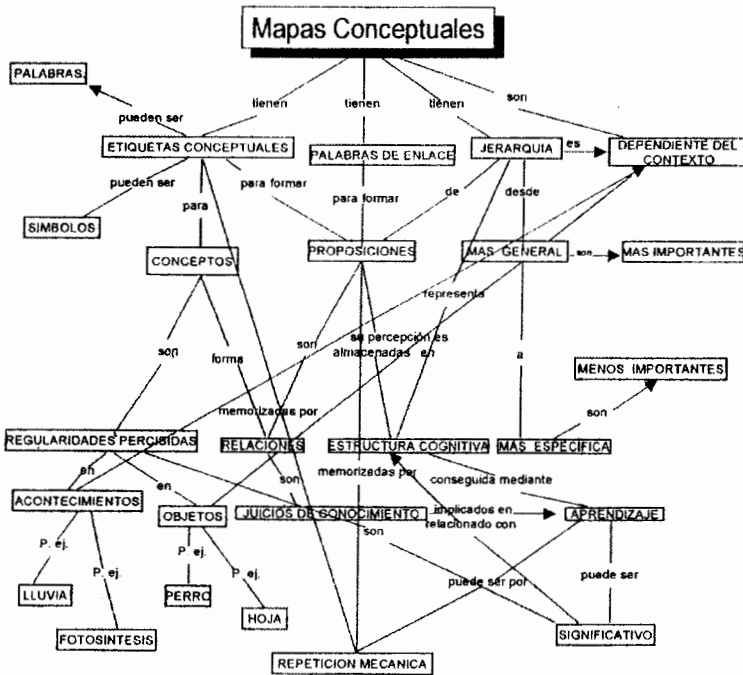 Mapas Conceptuales
PALABRAS.
tienen
tienen
tienen
son
pueden ser
ETIQUETAS CONCEPTUALES
PALABRAS DE ENLACE
JERARQUIA
es
DEPENDIENTE DEL
CONTEXTO
pueden ser
para formar
para
para formar
de
desde
SIMBOLOS
CONCEPTOS
PROPOSICIONES
MAS GENERAL
son
MAS IMPORTANTES
representa
son
forma
son
su percepción es
almacenadas en
a
MENOS IMPORTANTES
memorizadas por
son
REGULARIDADES PERCIBIDAS
RELACIONES
ESTRUCTURA COGNITIVA
MAS ESPECÍFICA
en
en
son
memorizadas por
conseguida mediante
ACONTECIMIENTOS
OBJETOS
JUICIOS DE CONOCIMIENTO
implicados en
relacionado con
APRENDIZAJE
son
P. ej.
P. ej.
P. ej.
P. ej.
puede ser por
puede ser
LLUVIA
PERRO
HOJA
FOTOSINTESIS
SIGNIFICATIVO
REPETICION MECANICA